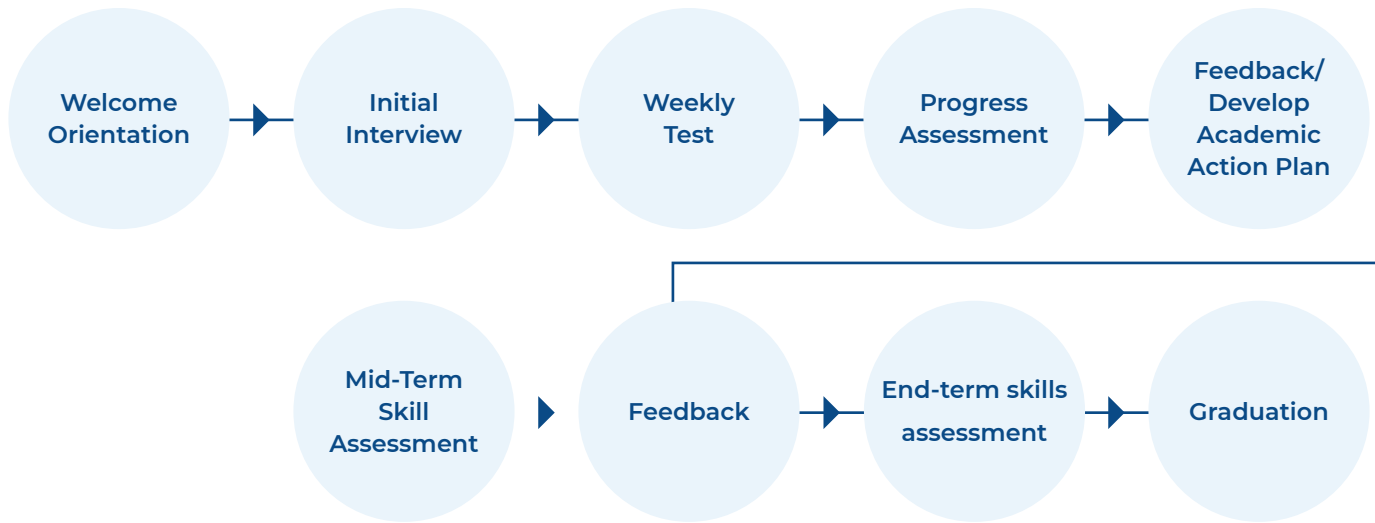 Welcome
Orientation
Initial
Interview
Weekly
Test
Progress
Assessment
Feedback/
Develop
Academic
Action Plan
Mid-Term
Skill
Assessment
Feedback
End-term skills
assessment
Graduation